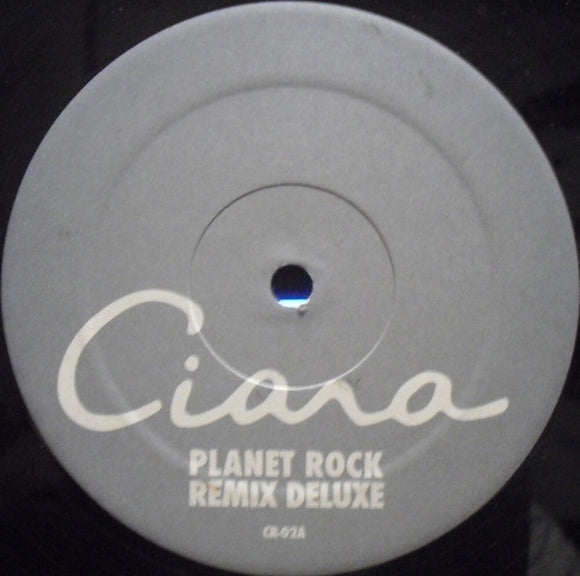 Ciara
PLANET ROCK
REMIX DELUXE
CR-02A